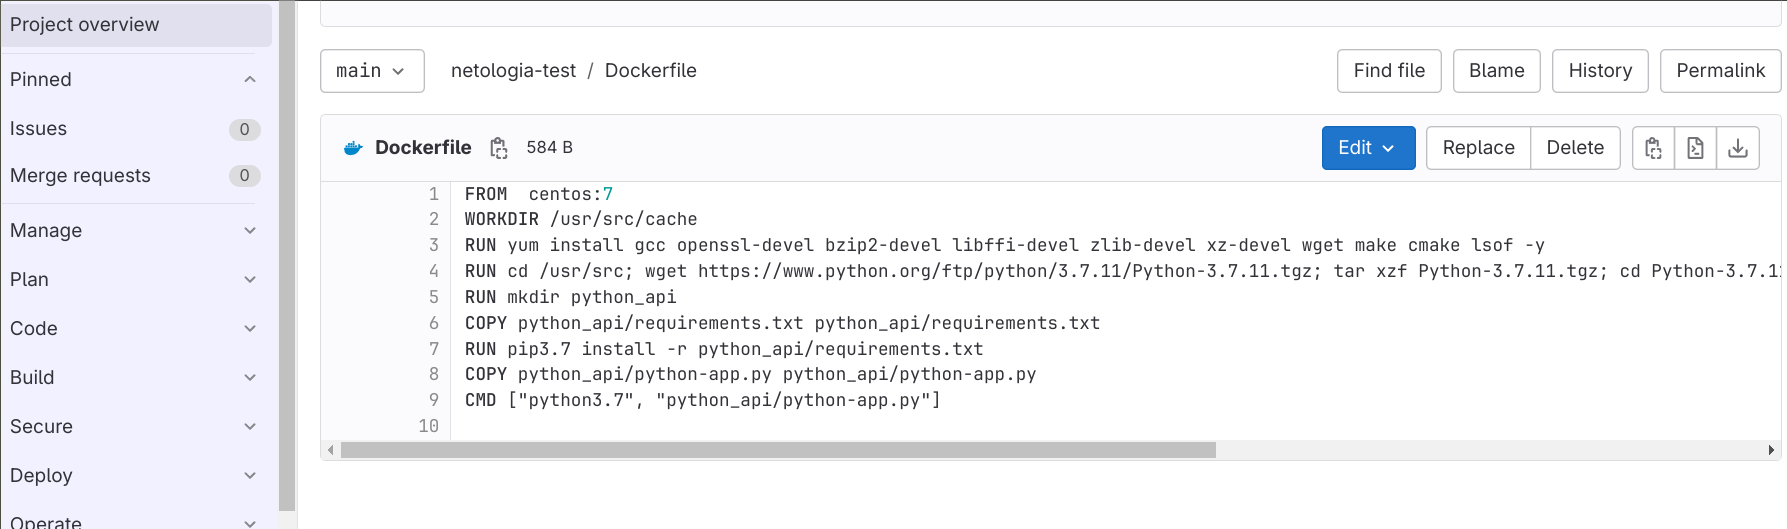 Project overview
Pinned
Issues 0
Merge requests 0
Manage
Plan
Code
Build
Secure
Deploy
Operate
main netologia-test / Dockerfile Find file Blame History Permalink
Dockerfile 584 B Edit Replace Delete
1 FROM  centos:7
2 WORKDIR /usr/src/cache
3 RUN yum install gcc openssl-devel bzip2-devel libffi-devel zlib-devel xz-devel wget make cmake lsof -y
4 RUN cd /usr/src; wget https://www.python.org/ftp/python/3.7.11/Python-3.7.11.tgz; tar xzf Python-3.7.11.tgz; cd Python-3.7.1
5 RUN mkdir python_api
6 COPY python_api/requirements.txt python_api/requirements.txt
7 RUN pip3.7 install -r python_api/requirements.txt
8 COPY python_api/python-app.py python_api/python-app.py
9 CMD ["python3.7", "python_api/python-app.py"]
10